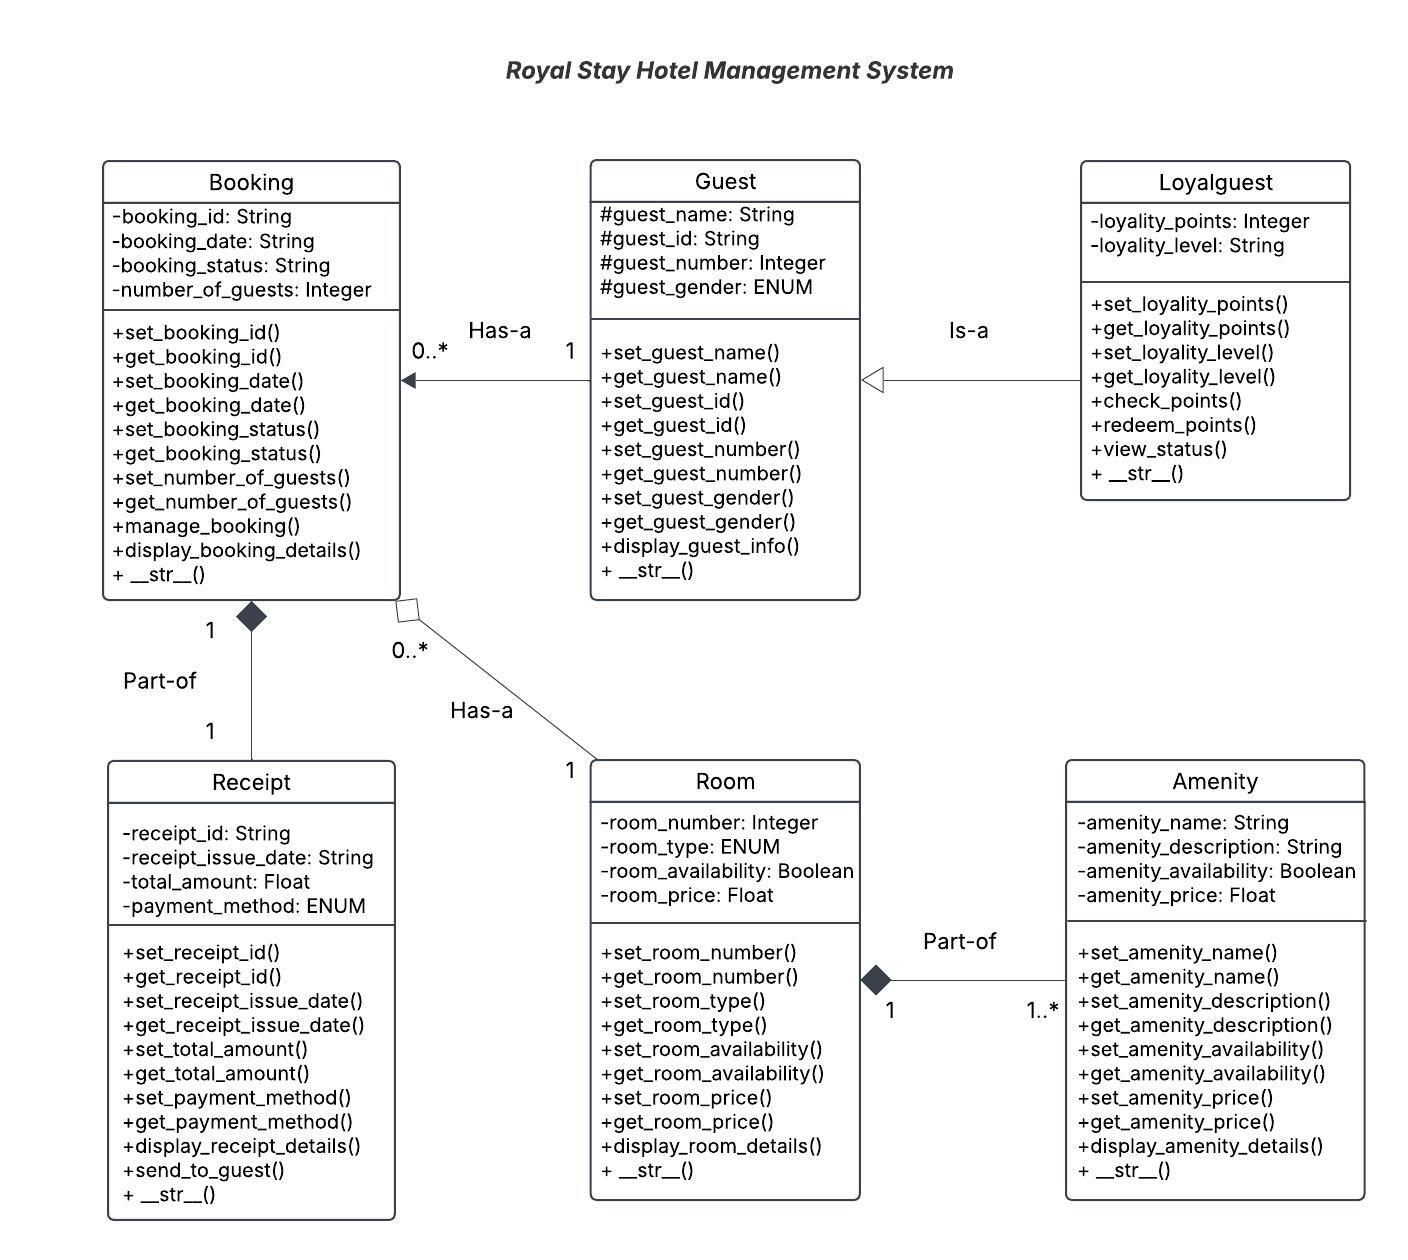 Royal Stay Hotel Management System
Booking
-booking_id: String
-booking_date: String
-booking_status: String
-number_of_guests: Integer
+set_booking_id()
+get_booking_id()
+set_booking_date()
+get_booking_date()
+set_booking_status()
+get_booking_status()
+set_number_of_guests()
+get_number_of_guests()
+manage_booking()
+display_booking_details()
+ __str__()
Has-a
0..*
1
Guest
#guest_name: String
#guest_id: String
#guest_number: Integer
#guest_gender: ENUM
+set_guest_name()
+get_guest_name()
+set_guest_id()
+get_guest_id()
+set_guest_number()
+get_guest_number()
+set_guest_gender()
+get_guest_gender()
+display_guest_info()
+ __str__()
Is-a
Loyalguest
-loyality_points: Integer
-loyality_level: String
+set_loyality_points()
+get_loyality_points()
+set_loyality_level()
+get_loyality_level()
+check_points()
+redeem_points()
+view_status()
+ __str__()
1
Part-of
1
0..*
Has-a
1
Receipt
-receipt_id: String
-receipt_issue_date: String
-total_amount: Float
-payment_method: ENUM
+set_receipt_id()
+get_receipt_id()
+set_receipt_issue_date()
+get_receipt_issue_date()
+set_total_amount()
+get_total_amount()
+set_payment_method()
+get_payment_method()
+display_receipt_details()
+send_to_guest()
+ __str__()
Room
-room_number: Integer
-room_type: ENUM
-room_availability: Boolean
-room_price: Float
+set_room_number()
+get_room_number()
+set_room_type()
+get_room_type()
+set_room_availability()
+get_room_availability()
+set_room_price()
+get_room_price()
+display_room_details()
+ __str__()
Part-of
1
1..*
Amenity
-amenity_name: String
-amenity_description: String
-amenity_availability: Boolean
-amenity_price: Float
+set_amenity_name()
+get_amenity_name()
+set_amenity_description()
+get_amenity_description()
+set_amenity_availability()
+get_amenity_availability()
+set_amenity_price()
+get_amenity_price()
+display_amenity_details()
+ __str__()